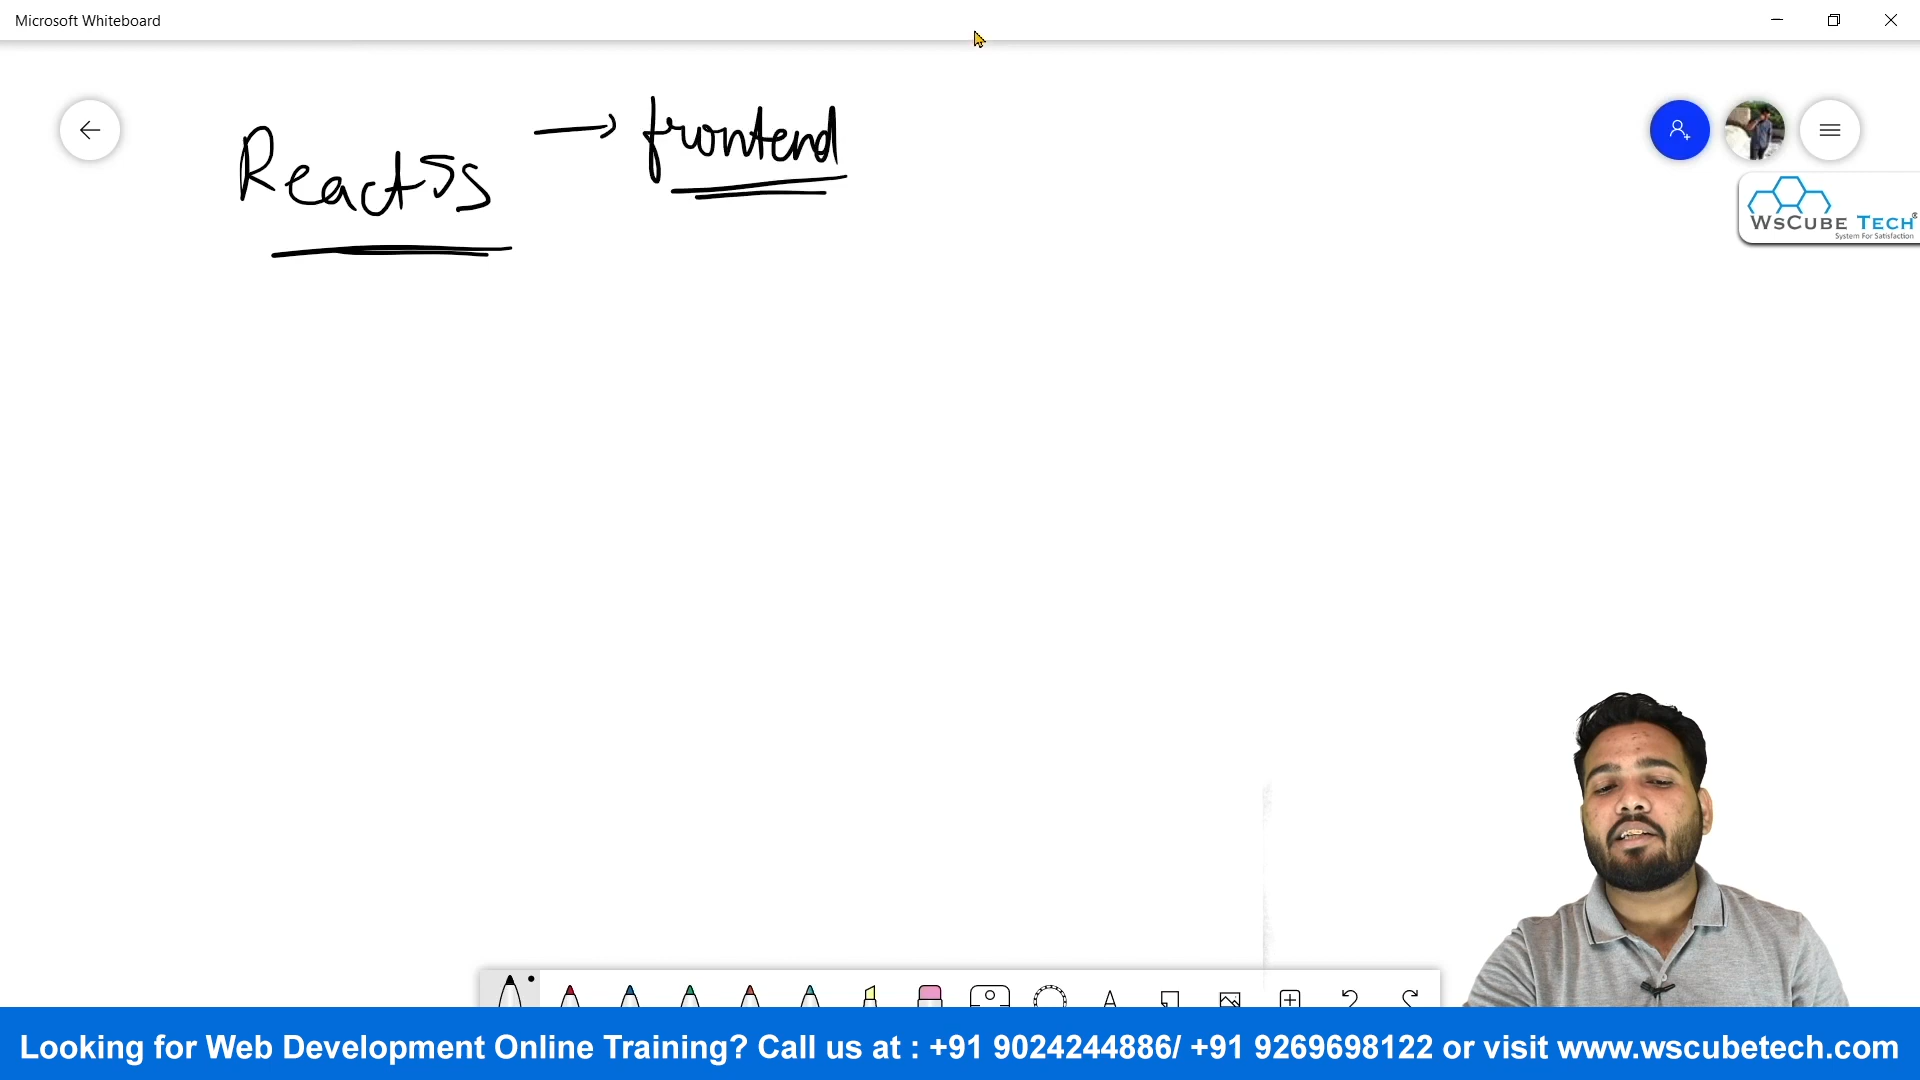 Microsoft Whiteboard
ReactJs → frontend
WsCube Tech®
System For Satisfaction
Looking for Web Development Online Training? Call us at : +91 9024244886/ +91 9269698122 or visit www.wscubetech.com